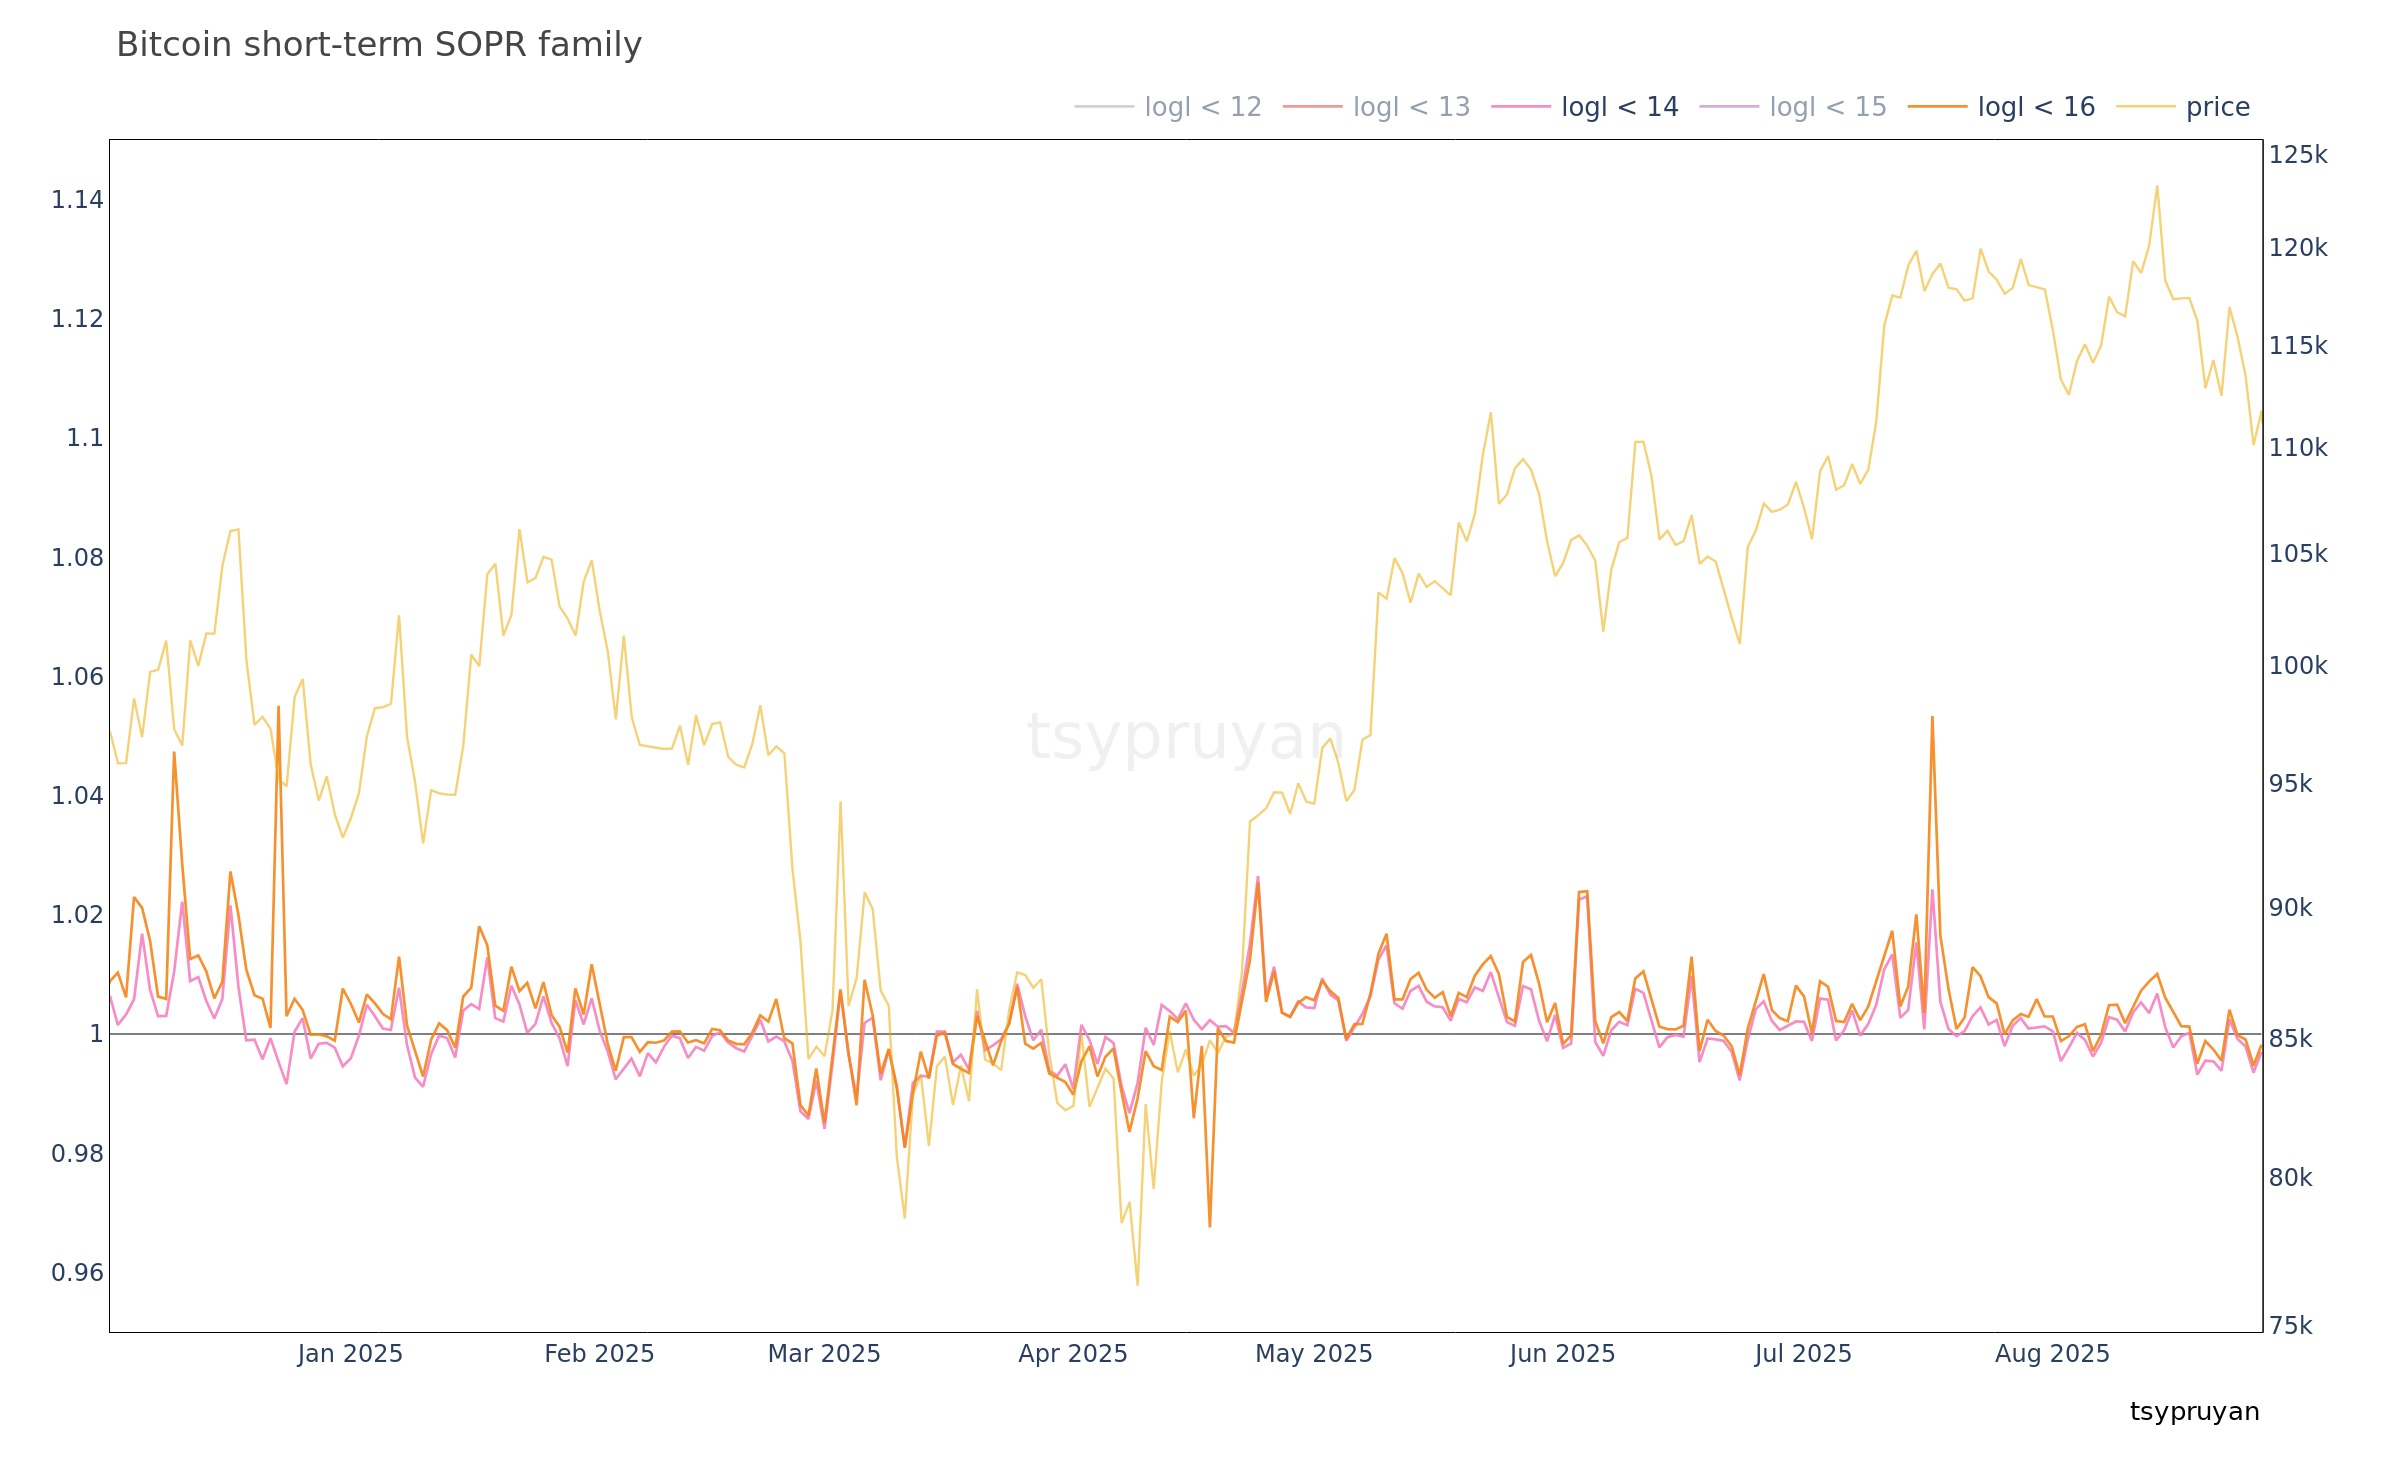 Bitcoin short-term SOPR family
logl < 12 logl < 13 logl < 14 logl < 15 logl < 16 price
1.14
1.12
1.1
1.08
1.06
1.04
1.02
1
0.98
0.96
125k
120k
115k
110k
105k
100k
95k
90k
85k
80k
75k
tsypruyan
Jan 2025 Feb 2025 Mar 2025 Apr 2025 May 2025 Jun 2025 Jul 2025 Aug 2025
tsypruyan